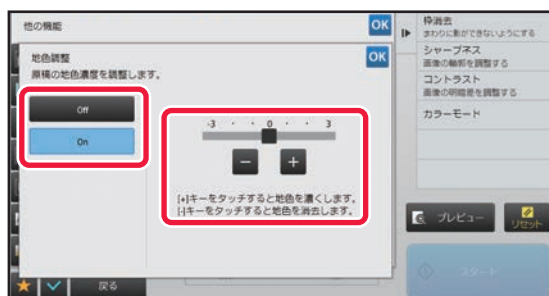 他の機能
OK
地色調整
OK
原稿の地色濃度を調整します。
Off
On
-3 ・ ・ 0 ・ ・ 3
− +
[+]キーをタッチすると地色を濃くします。
[-]キーをタッチすると地色を消去します。
戻る
枠消去
まわりに影ができないようにする
シャープネス
画像の輪郭を調整する
コントラスト
画像の明暗差を調整する
カラーモード
プレビュー
リセット
スタート